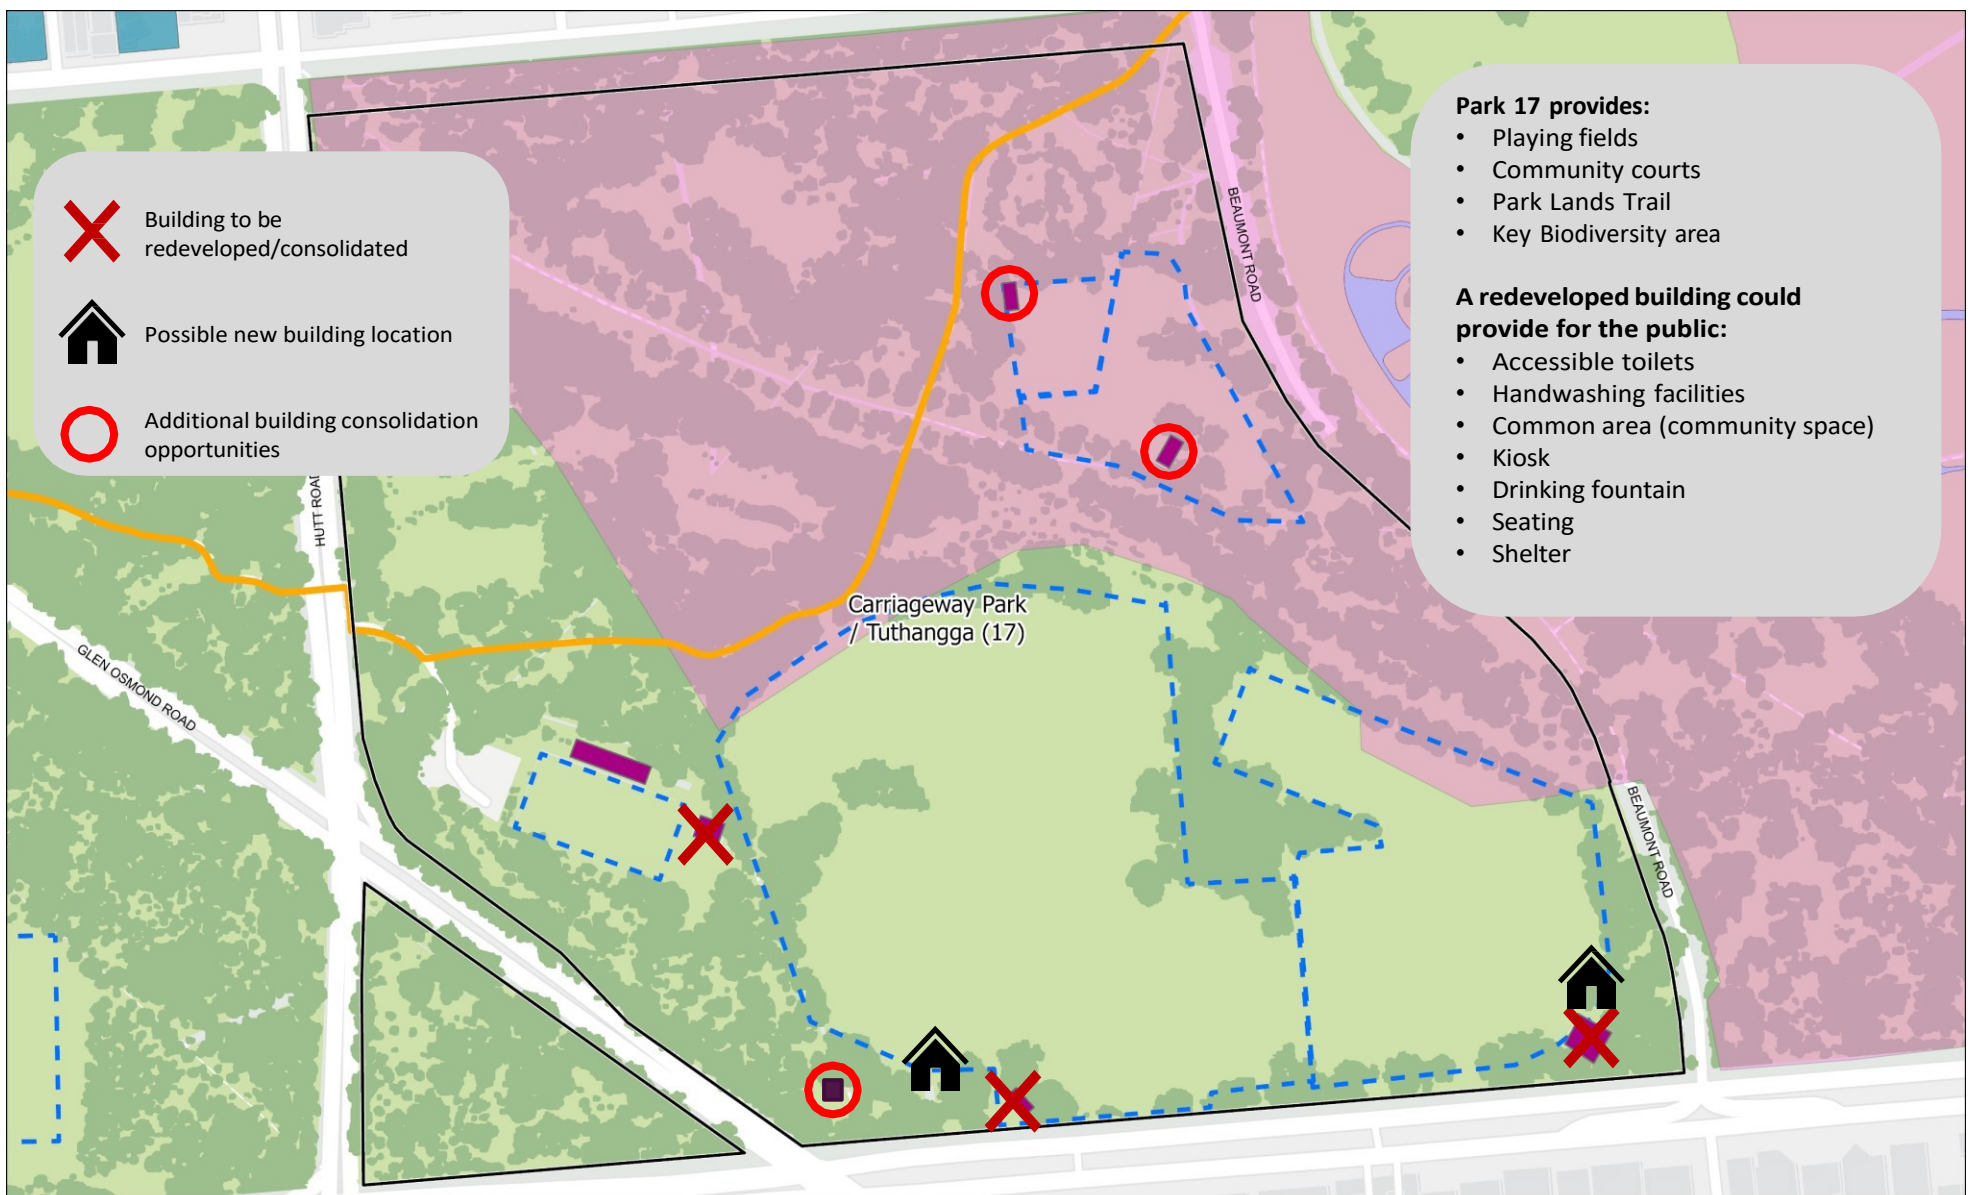 Building to be
redeveloped/consolidated
Possible new building location
Additional building consolidation
opportunities
HUTT ROAD
GLEN OSMOND ROAD
BEAUMONT ROAD
Carriageway Park
/ Tuthangga (17)
BEAUMONT ROAD
Park 17 provides:
• Playing fields
• Community courts
• Park Lands Trail
• Key Biodiversity area
A redeveloped building could
provide for the public:
• Accessible toilets
• Handwashing facilities
• Common area (community space)
• Kiosk
• Drinking fountain
• Seating
• Shelter